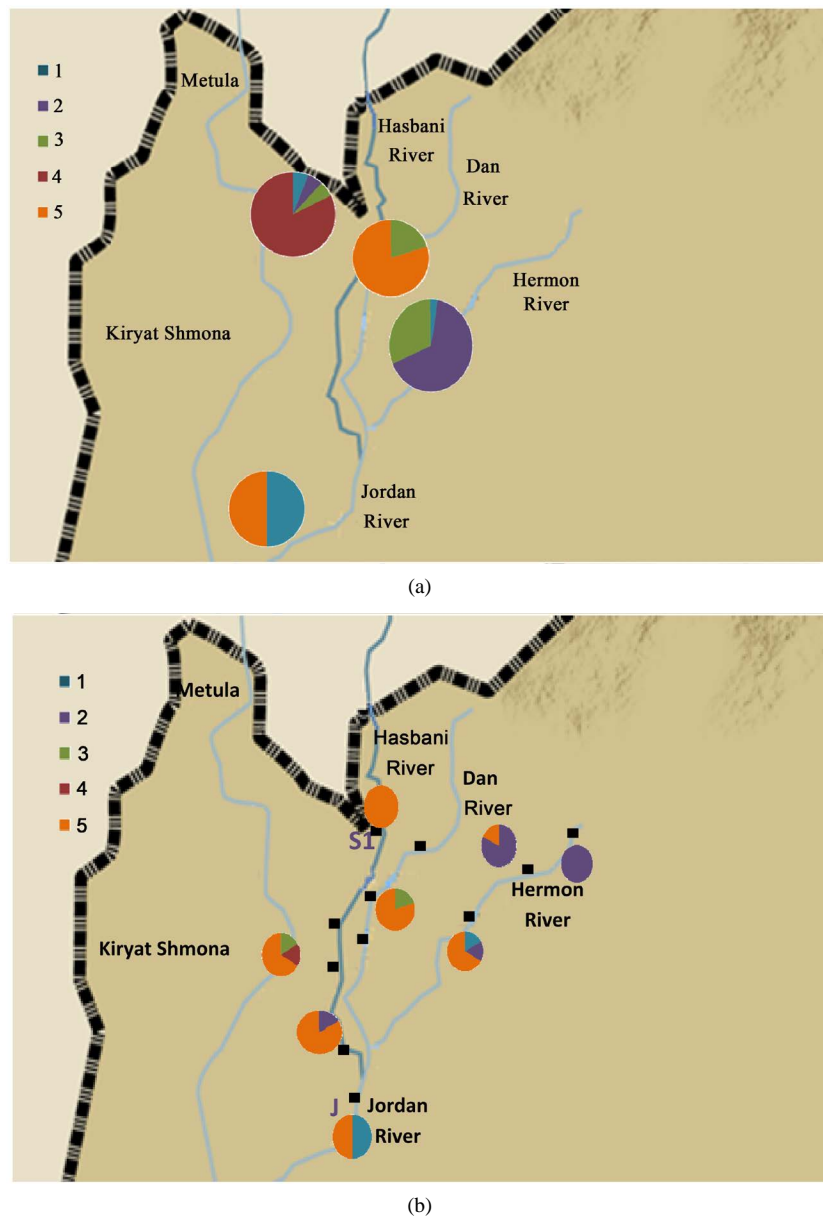 1
2
3
4
5
Metula
Hasbani
River
Dan
River
Hermon
River
Kiryat Shmona
Jordan
River
(a)
1
2
3
4
5
Metula
Hasbani
River
Dan
River
S1
Hermon
River
Kiryat Shmona
J
Jordan
River
(b)